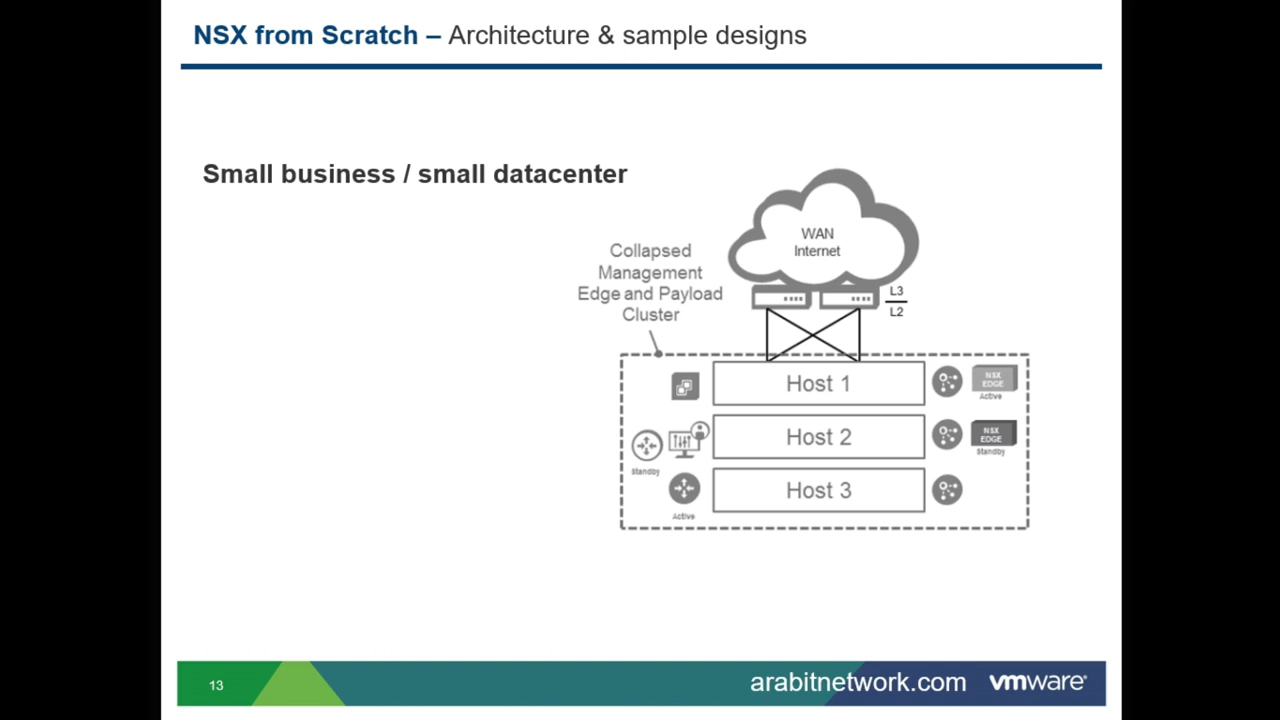 NSX from Scratch – Architecture & sample designs
Small business / small datacenter
WAN
Internet
Collapsed
Management
Edge and Payload
Cluster
L3
L2
Host 1
NSX
EDGE
Active
Host 2
NSX
EDGE
Standby
Standby
Host 3
Active
13
arabitnetwork.com
vmware®